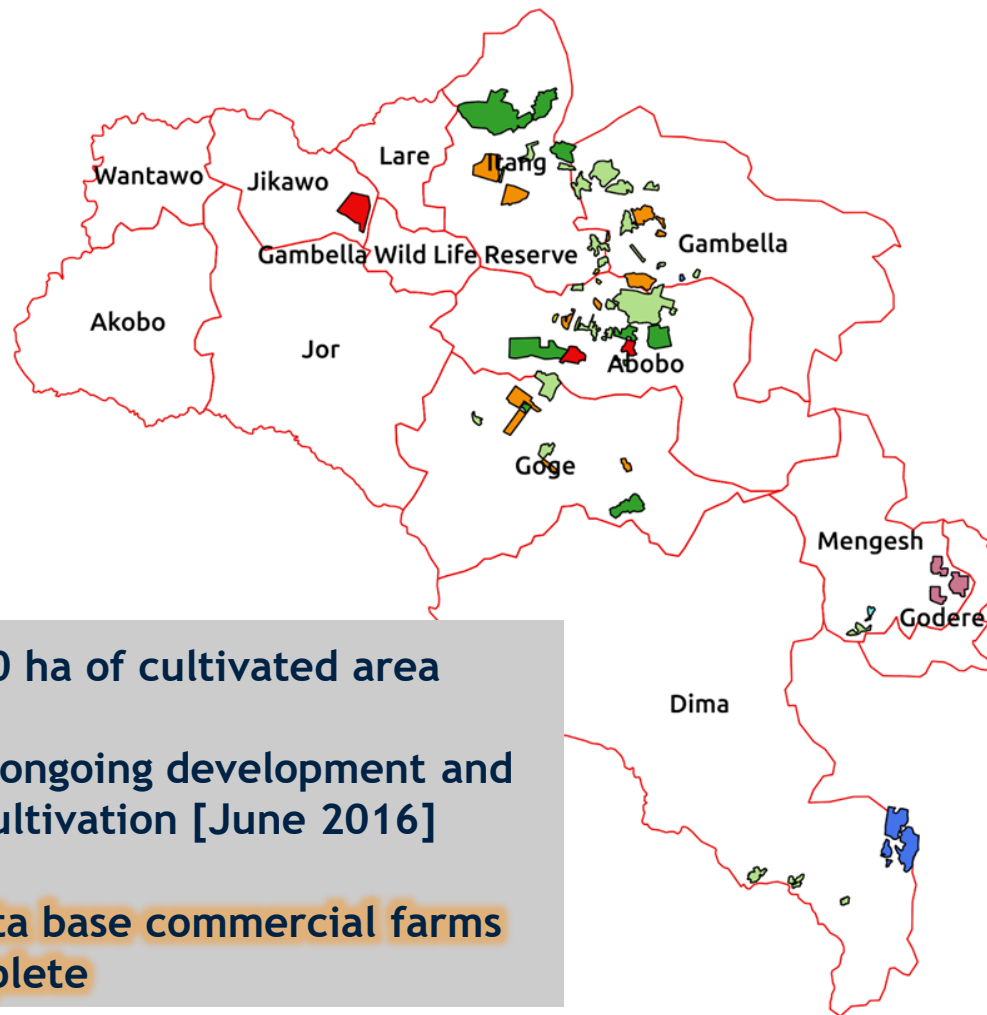 Itang
Lare
Wantawo
Jikawo
Gambella
Gambella Wild Life Reserve
Akobo
Jor
Abobo
Goge
Mengesh
Godere
0 ha of cultivated area
Dima
ongoing development and
ultivation [June 2016]
ta base commercial farms
plete